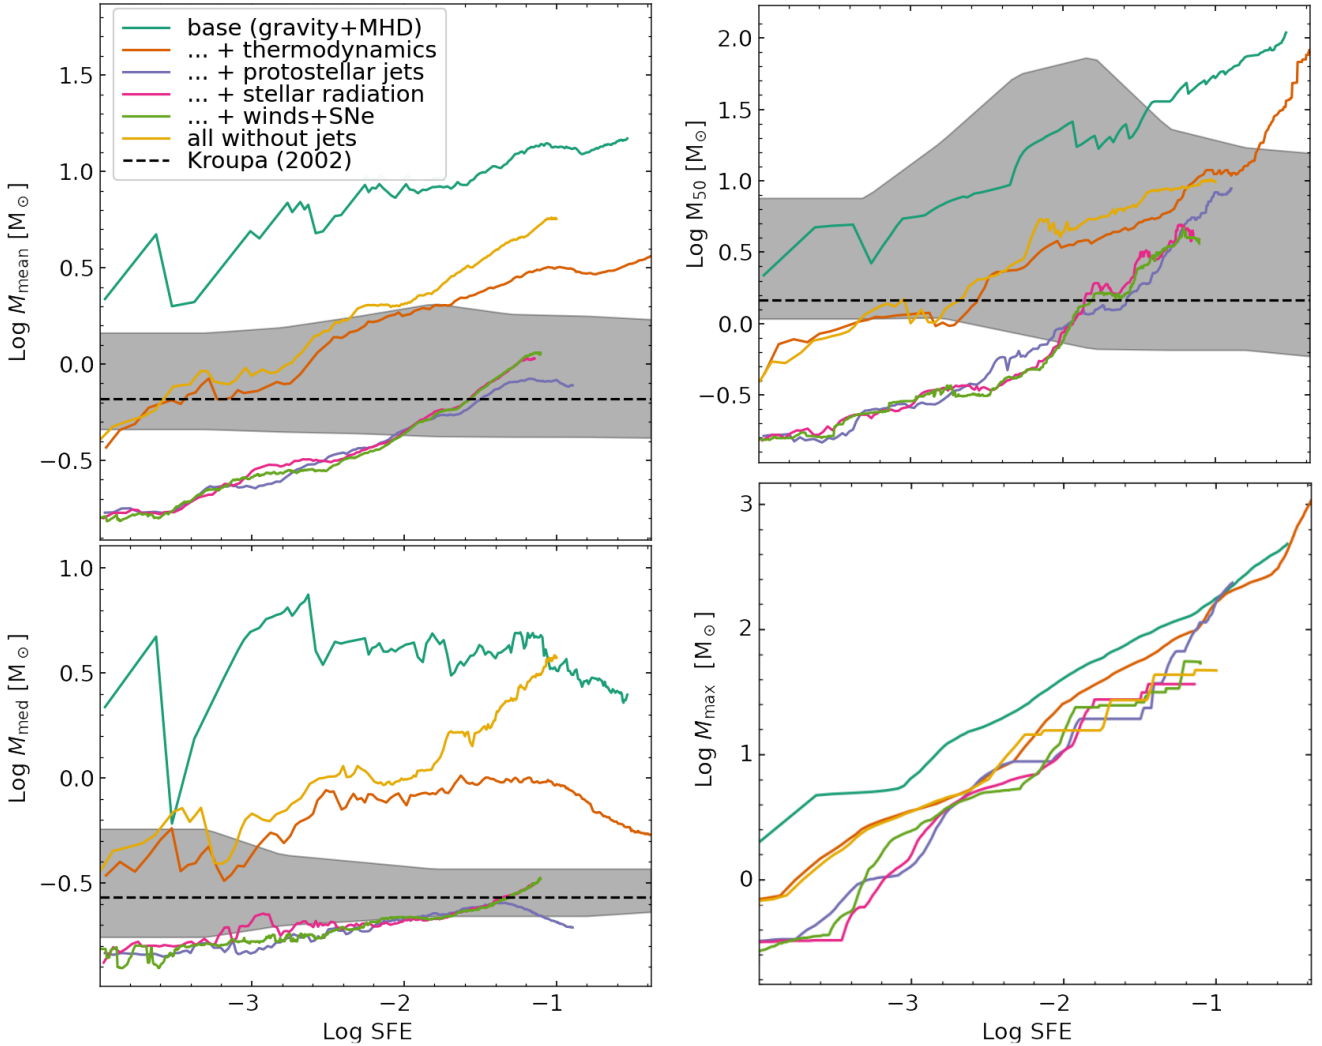 base (gravity+MHD)
... + thermodynamics
... + protostellar jets
... + stellar radiation
... + winds+SNe
all without jets
Kroupa (2002)
Log M_mean [M_⊙]
1.5
1.0
0.5
0.0
−0.5
Log M_50 [M_⊙]
2.0
1.5
1.0
0.5
0.0
−0.5
Log M_med [M_⊙]
1.0
0.5
0.0
−0.5
−3
−2
−1
Log SFE
Log M_max [M_⊙]
3
2
1
0
−3
−2
−1
Log SFE